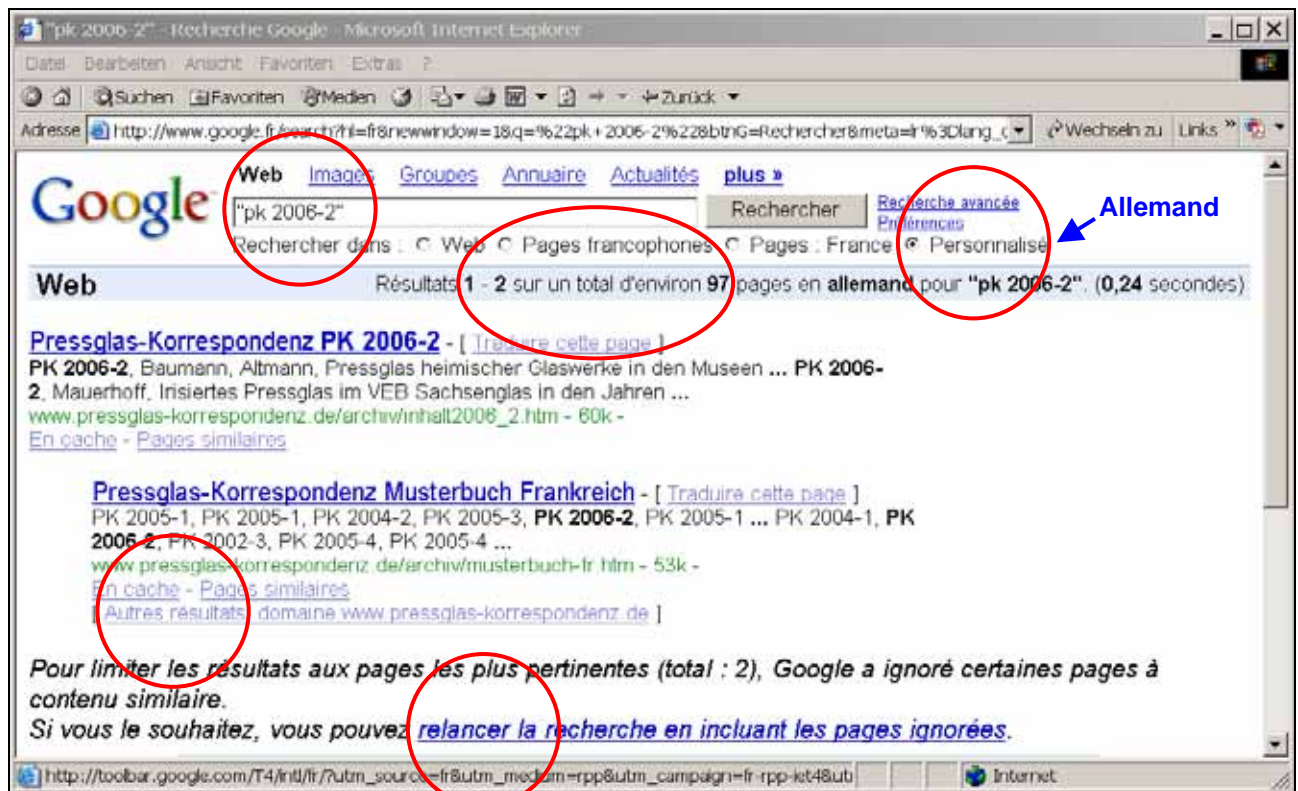 "pk 2006-2" - Recherche Google - Microsoft Internet Explorer
Datei Bearbeiten Ansicht Favoriten Extras ?
Suchen Favoriten Medien Zurück
Adresse http://www.google.fr/search?hl=fr&newwindow=1&q=%22pk+2006-2%22&btnG=Rechercher&meta=lr%3Dlang_ Wechseln zu Links »
Google
Web Images Groupes Annuaire Actualités plus »
"pk 2006-2" Rechercher Recherche avancée
Préférences
Allemand
Rechercher dans : Web Pages francophones Pages : France Personnalisé
Web Résultats 1 - 2 sur un total d'environ 97 pages en allemand pour "pk 2006-2". (0,24 secondes)
Pressglas-Korrespondenz PK 2006-2 - [ Traduire cette page ]
PK 2006-2, Baumann, Altmann, Pressglas heimischer Glaswerke in den Museen ... PK 2006-
2, Mauerhoff, Irisiertes Pressglas im VEB Sachsenglas in den Jahren ...
www.pressglas-korrespondenz.de/archiv/inhalt2006_2.htm - 60k -
En cache - Pages similaires
Pressglas-Korrespondenz Musterbuch Frankreich - [ Traduire cette page ]
PK 2005-1, PK 2005-1, PK 2004-2, PK 2005-3, PK 2006-2, PK 2005-1 ... PK 2004-1, PK
2006-2, PK 2002-3, PK 2005-4, PK 2005-4 ...
www.pressglas-korrespondenz.de/archiv/musterbuch-fr.htm - 53k -
En cache - Pages similaires
[ Autres résultats, domaine www.pressglas-korrespondenz.de ]
Pour limiter les résultats aux pages les plus pertinentes (total : 2), Google a ignoré certaines pages à
contenu similaire.
Si vous le souhaitez, vous pouvez relancer la recherche en incluant les pages ignorées.
http://toolbar.google.com/T4/intl/fr/?utm_source=fr&utm_medium=rpp&utm_campaign=fr-rpp-iet4&ut Internet